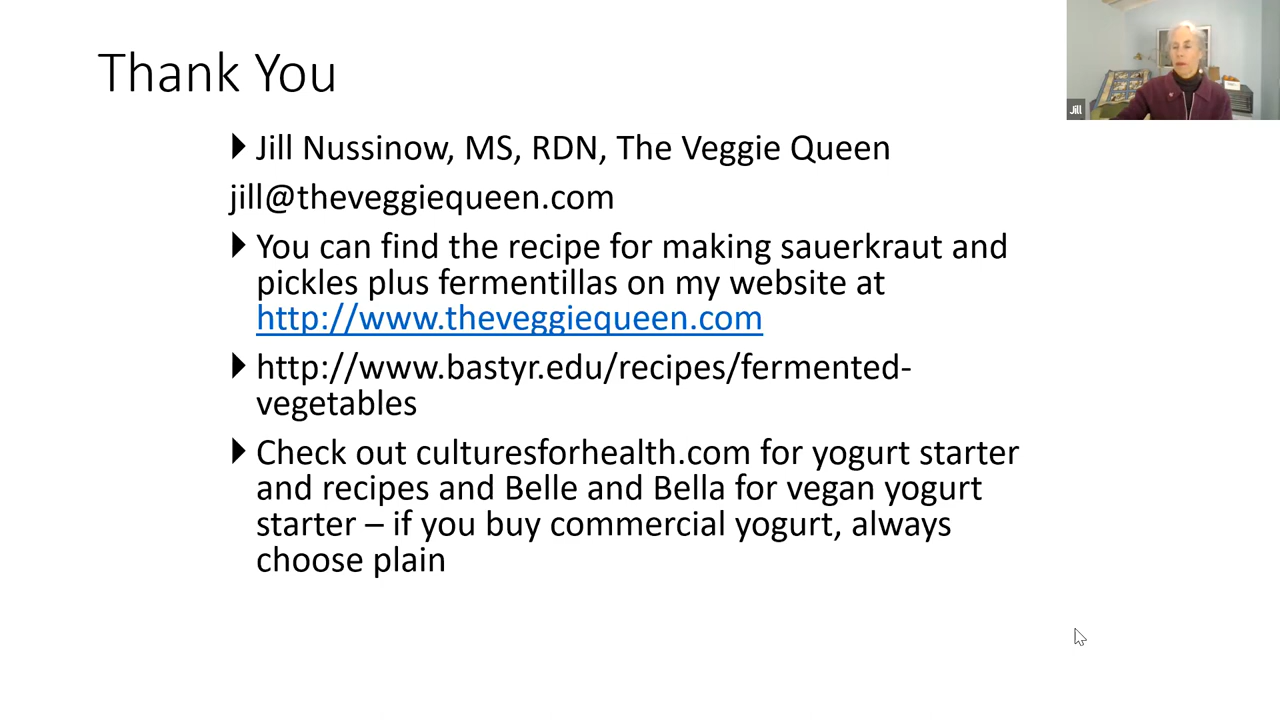 Thank You
Jill Nussinow, MS, RDN, The Veggie Queen
jill@theveggiequeen.com
You can find the recipe for making sauerkraut and
pickles plus fermentillas on my website at
http://www.theveggiequeen.com
http://www.bastyr.edu/recipes/fermented-
vegetables
Check out culturesforhealth.com for yogurt starter
and recipes and Belle and Bella for vegan yogurt
starter – if you buy commercial yogurt, always
choose plain
Jill